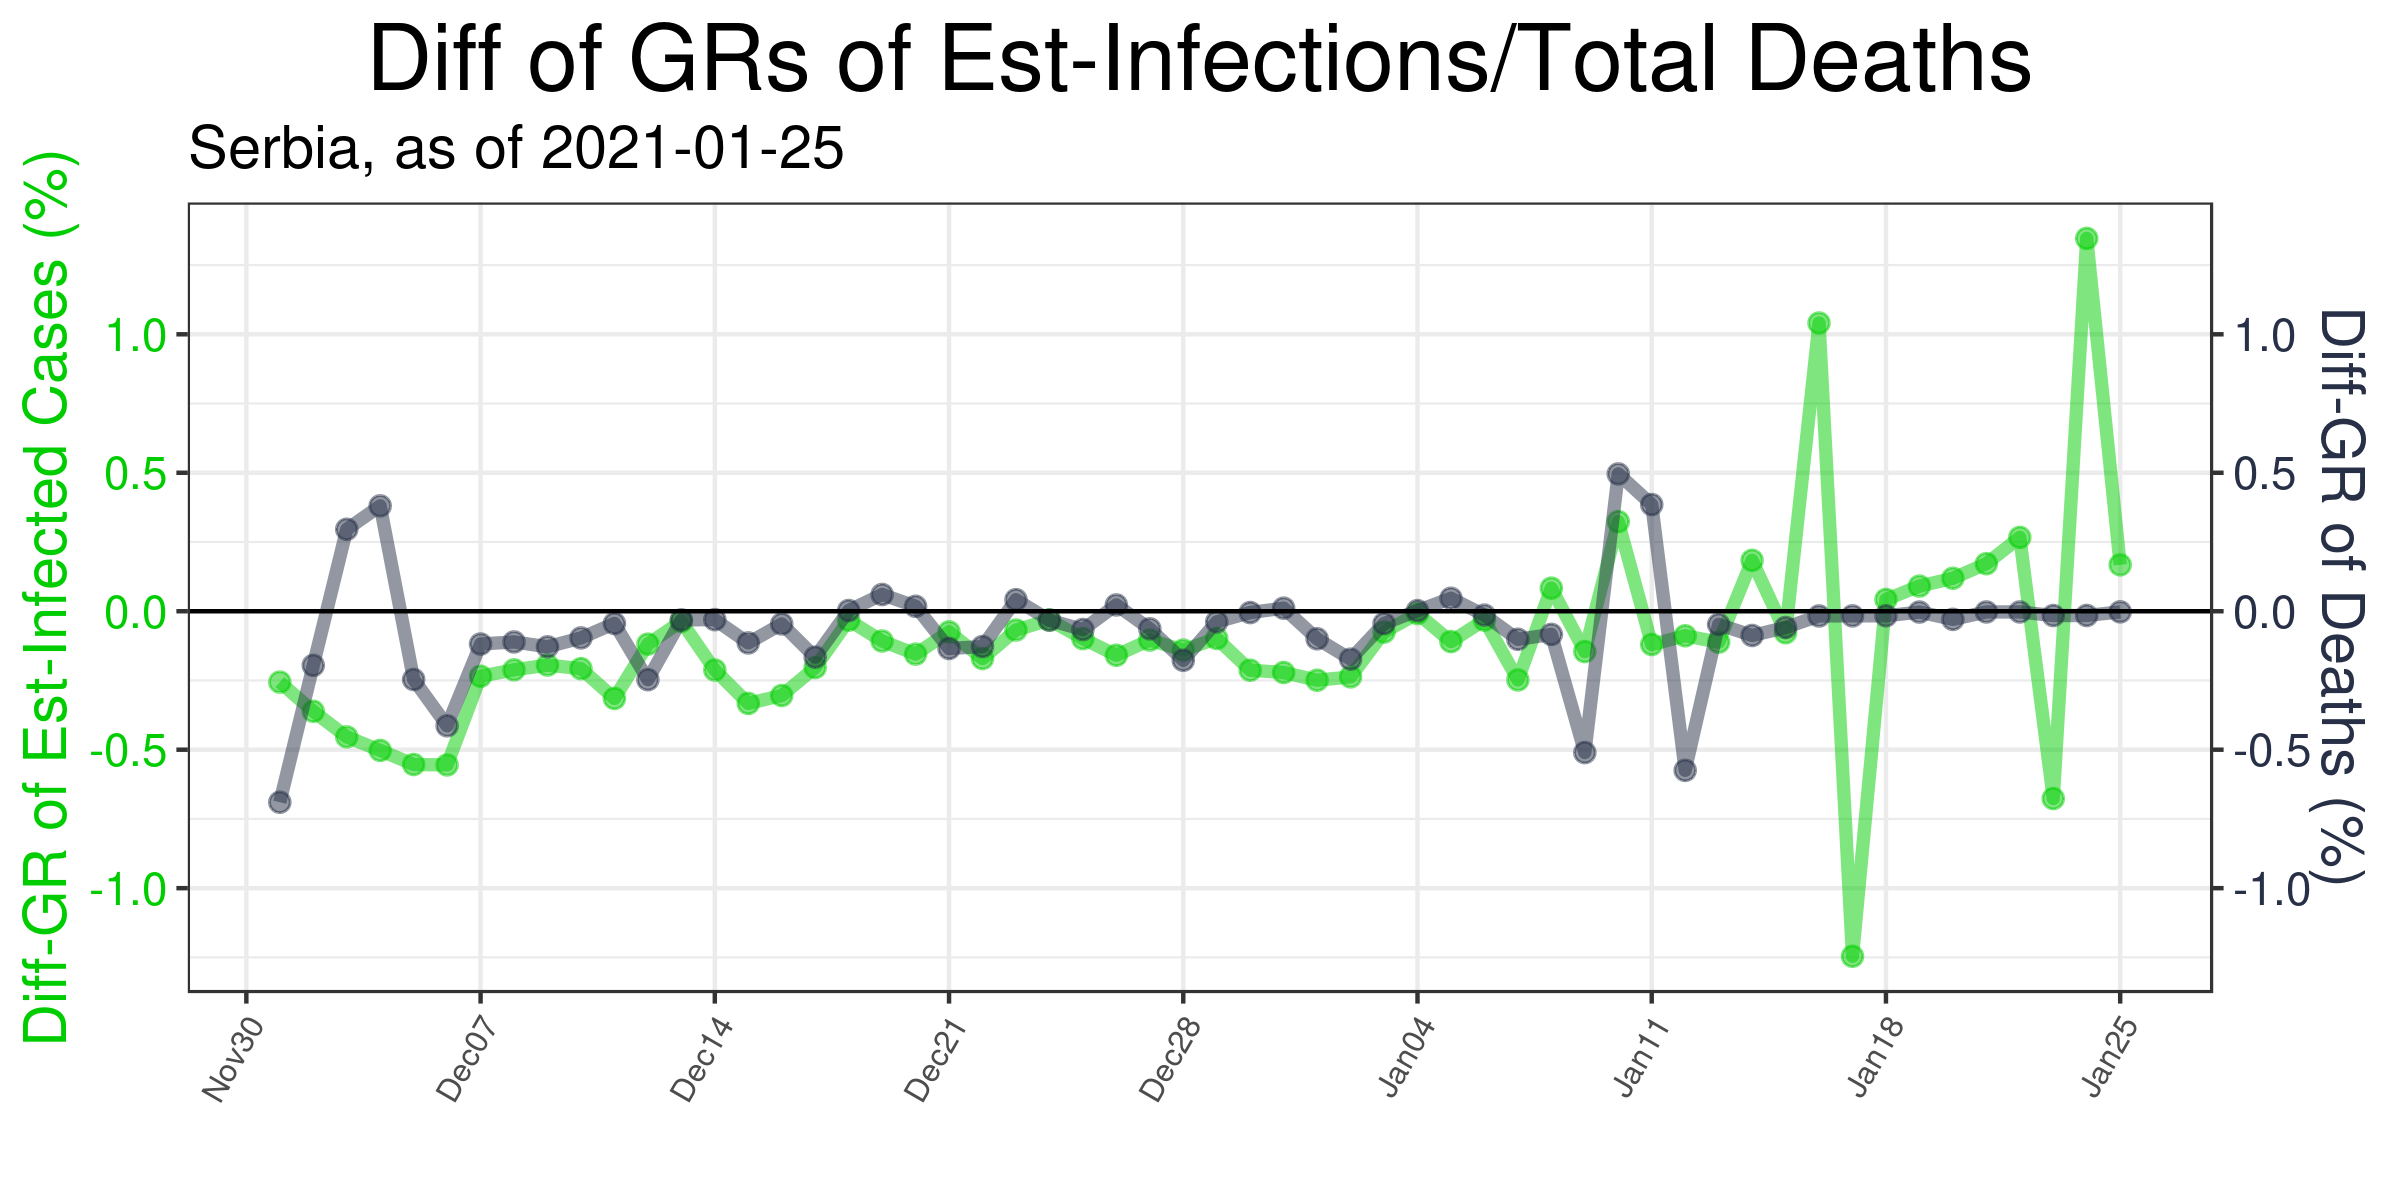 Diff of GRs of Est-Infections/Total Deaths
Serbia, as of 2021-01-25
Diff-GR of Est-Infected Cases (%)
1.0
0.5
0.0
-0.5
-1.0
1.0
0.5
0.0
-0.5
-1.0
Diff-GR of Deaths (%)
Nov30
Dec07
Dec14
Dec21
Dec28
Jan04
Jan11
Jan18
Jan25